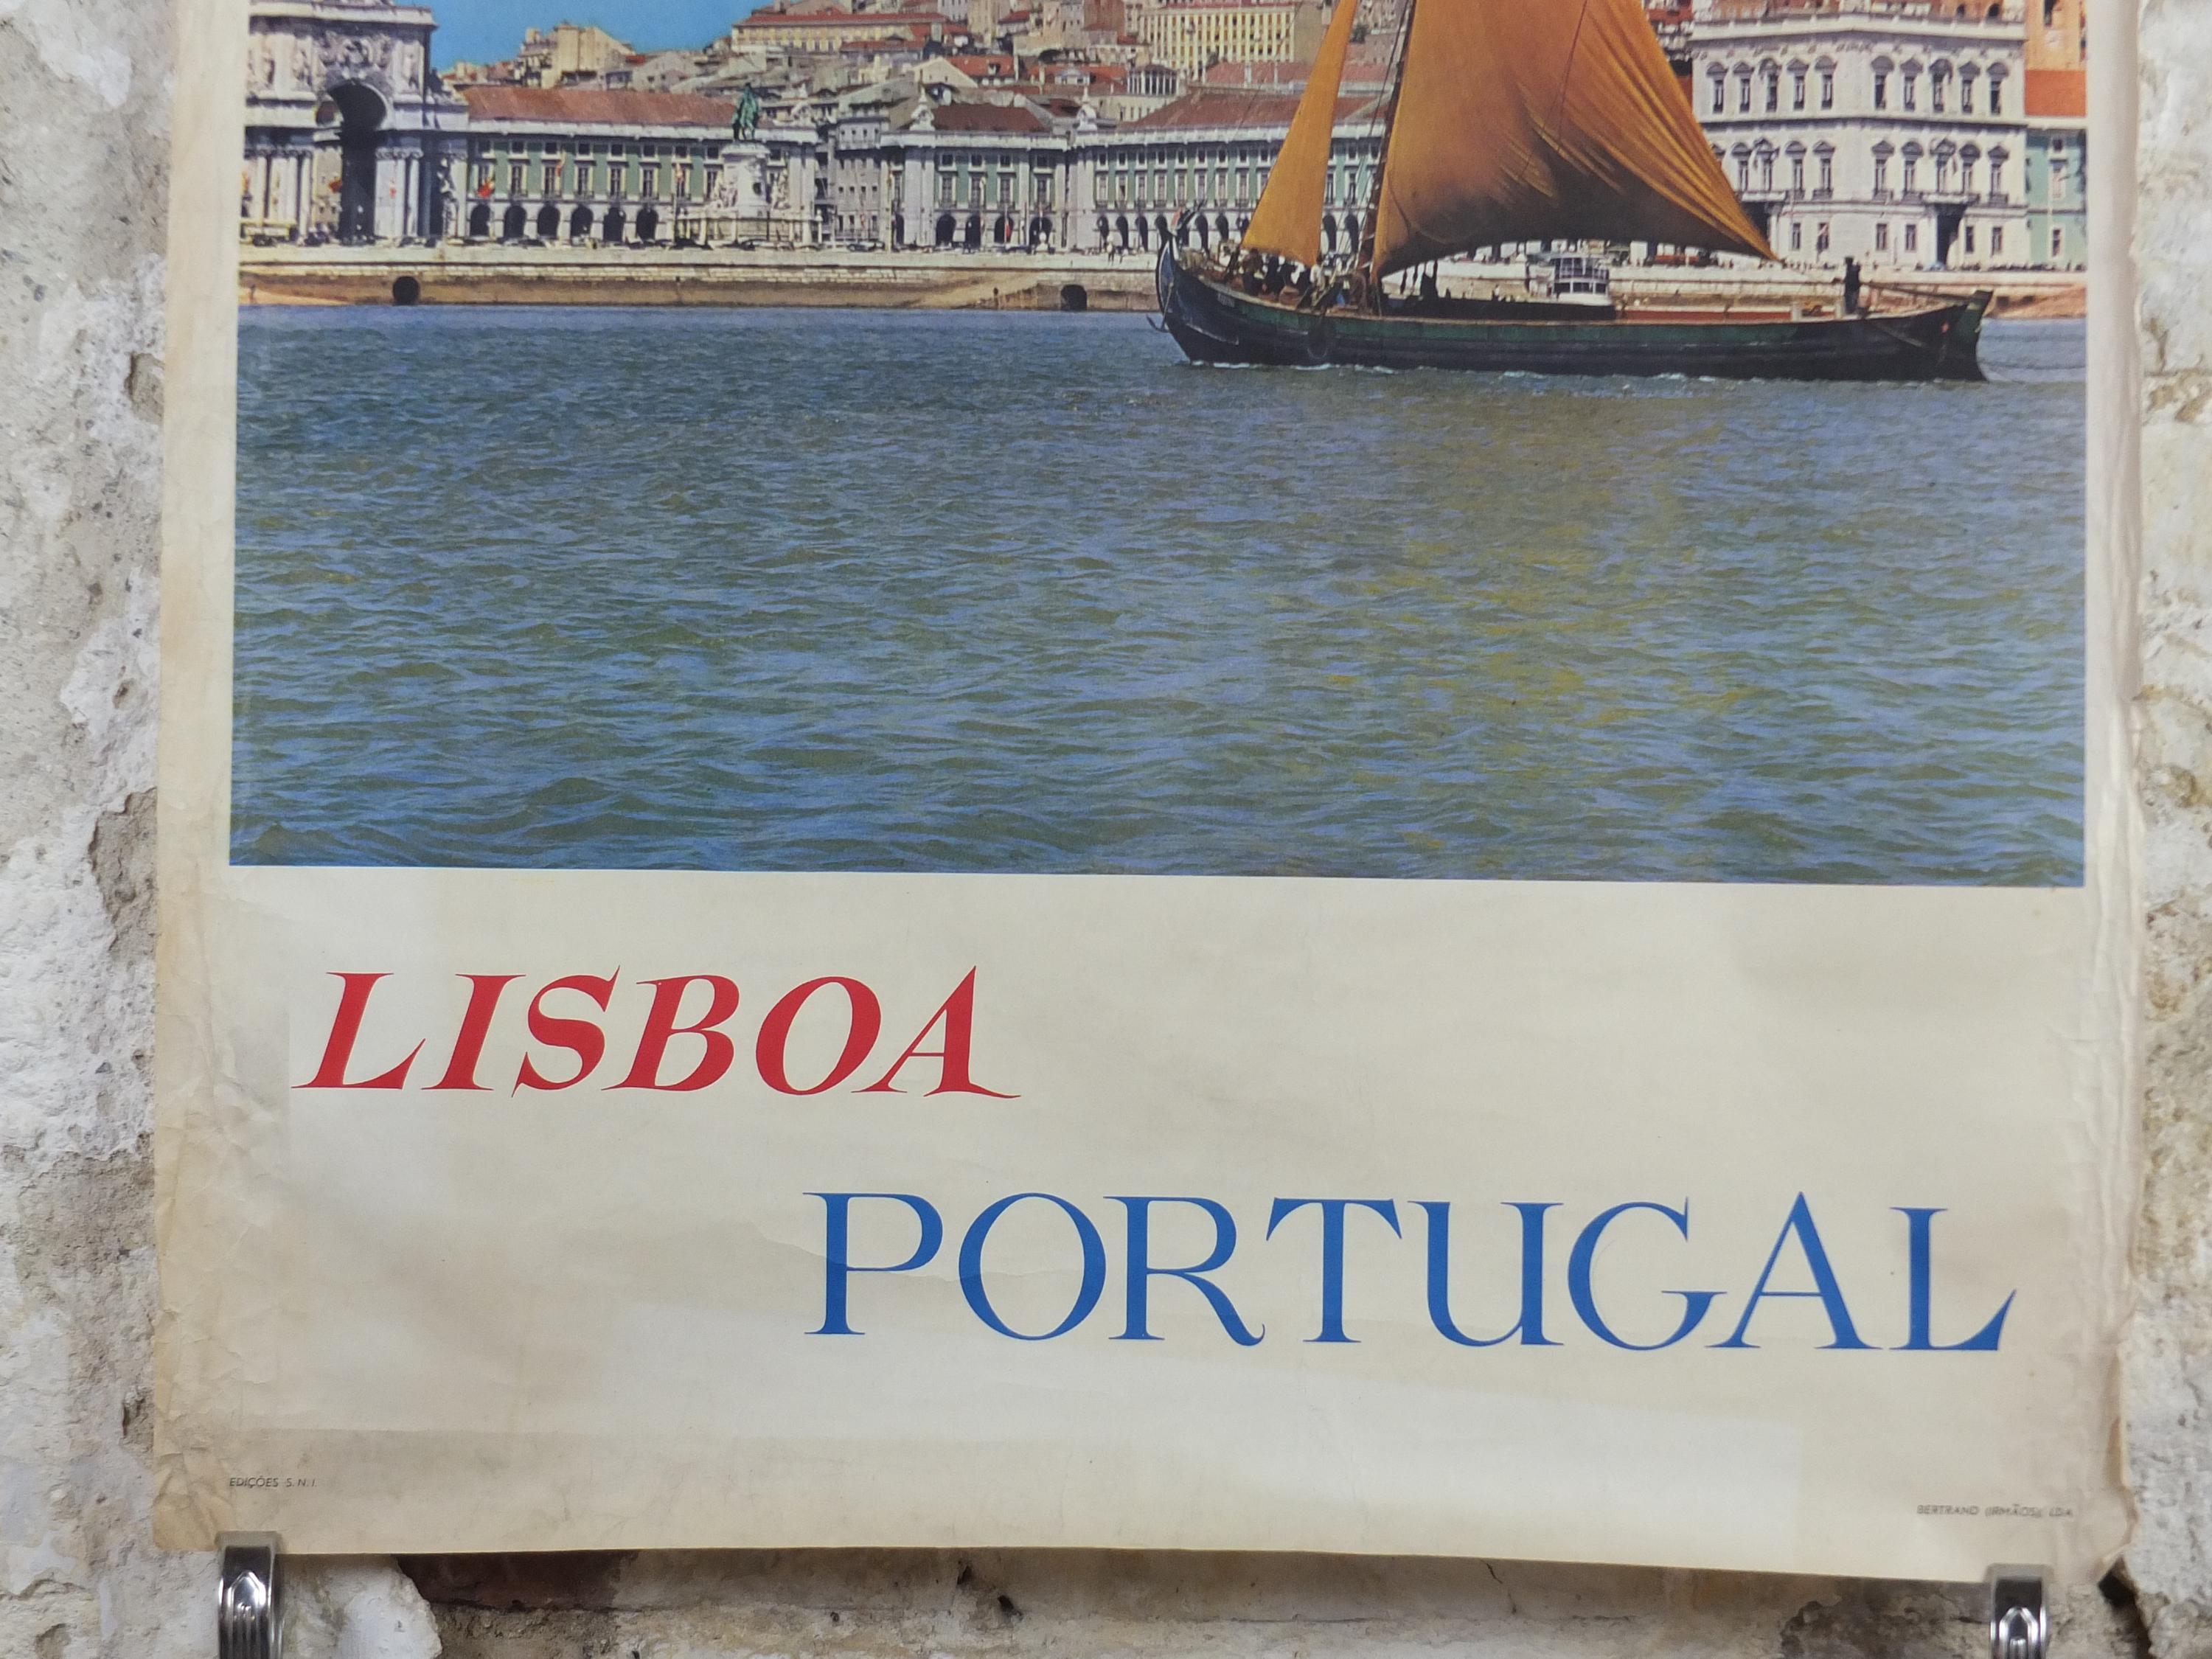 LISBOA
PORTUGAL
EDIÇÕES S.N.I.
BERTRAND (IRMÃOS), LDA.